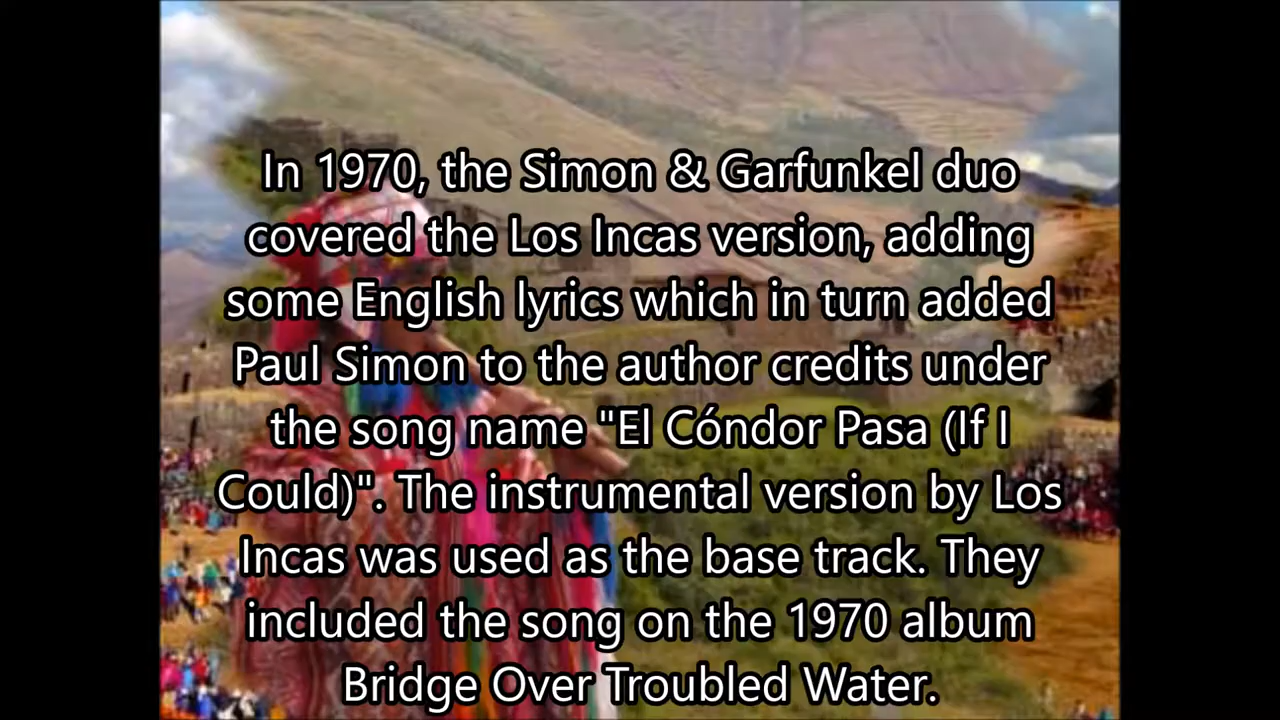 In 1970, the Simon & Garfunkel duo
covered the Los Incas version, adding
some English lyrics which in turn added
Paul Simon to the author credits under
the song name "El Cóndor Pasa (If I
Could)". The instrumental version by Los
Incas was used as the base track. They
included the song on the 1970 album
Bridge Over Troubled Water.